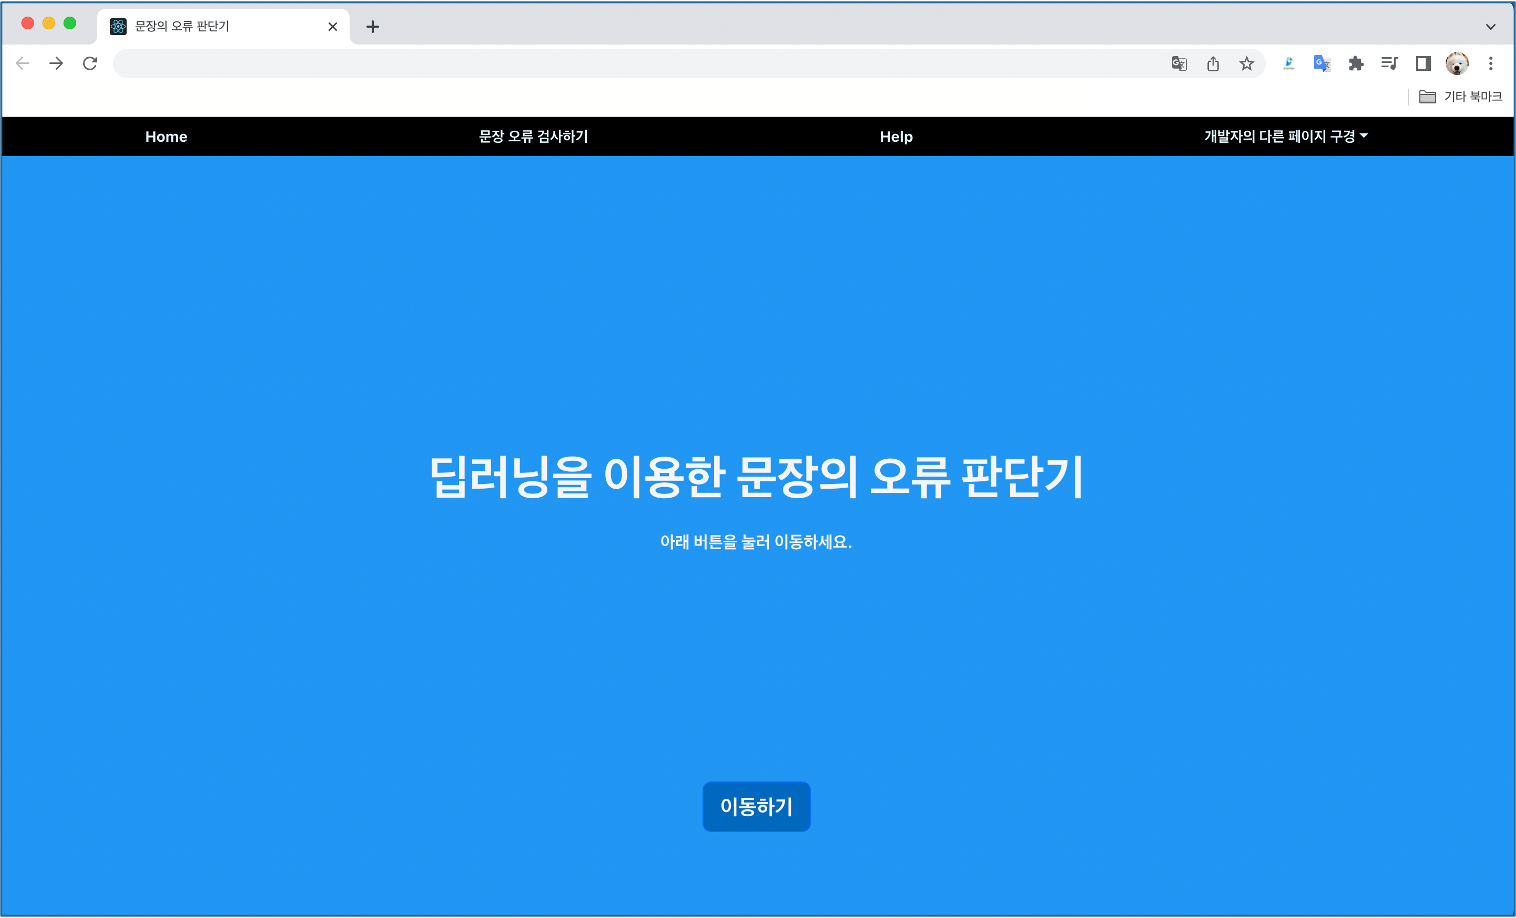 문장의 오류 판단기
기타 북마크
Home 문장 오류 검사하기 Help 개발자의 다른 페이지 구경
딥러닝을 이용한 문장의 오류 판단기
아래 버튼을 눌러 이동하세요.
이동하기